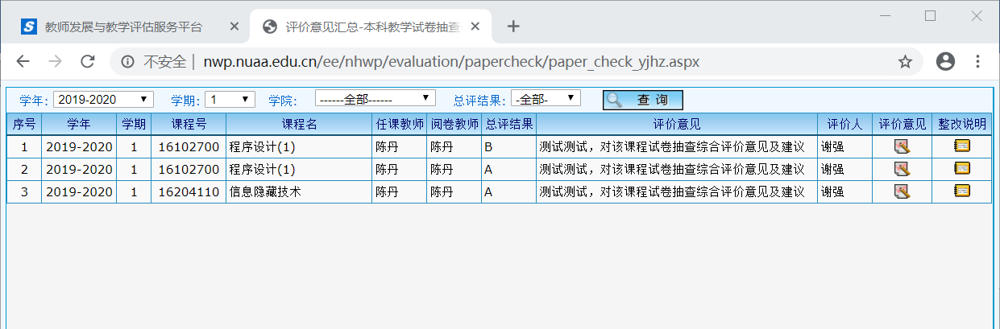 教师发展与教学评估服务平台
评价意见汇总-本科教学试卷抽查
不安全 | nwp.nuaa.edu.cn/ee/nhwp/evaluation/papercheck/paper_check_yjhz.aspx
学年: 2019-2020 学期: 1 学院: ------全部------ 总评结果: -全部- 查 询
序号 学年 学期 课程号 课程名 任课教师 阅卷教师 总评结果 评价意见 评价人 评价意见 整改说明
1 2019-2020 1 16102700 程序设计(1) 陈丹 陈丹 B 测试测试，对该课程试卷抽查综合评价意见及建议 谢强
2 2019-2020 1 16102700 程序设计(1) 陈丹 陈丹 A 测试测试，对该课程试卷抽查综合评价意见及建议 谢强
3 2019-2020 1 16204110 信息隐藏技术 陈丹 陈丹 A 测试测试，对该课程试卷抽查综合评价意见及建议 谢强